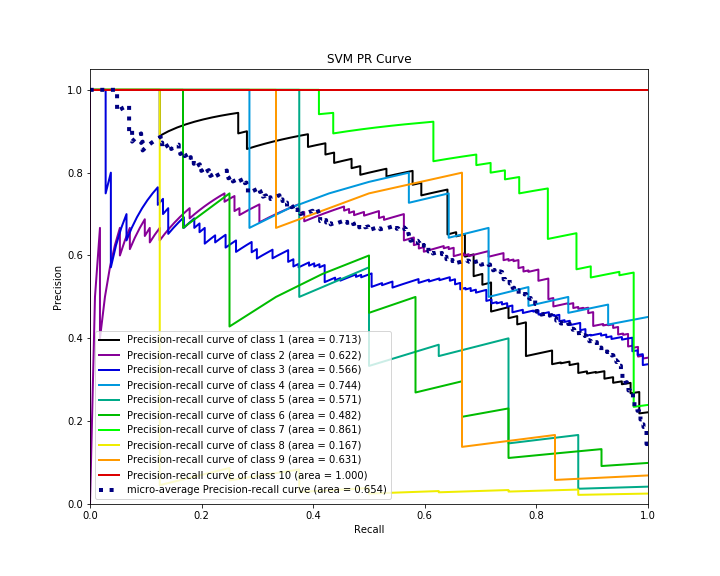 SVM PR Curve
1.0
0.8
0.6
0.4
0.2
0.0
Precision
Precision-recall curve of class 1 (area = 0.713)
Precision-recall curve of class 2 (area = 0.622)
Precision-recall curve of class 3 (area = 0.566)
Precision-recall curve of class 4 (area = 0.744)
Precision-recall curve of class 5 (area = 0.571)
Precision-recall curve of class 6 (area = 0.482)
Precision-recall curve of class 7 (area = 0.861)
Precision-recall curve of class 8 (area = 0.167)
Precision-recall curve of class 9 (area = 0.631)
Precision-recall curve of class 10 (area = 1.000)
micro-average Precision-recall curve (area = 0.654)
0.0 0.2 0.4 0.6 0.8 1.0
Recall